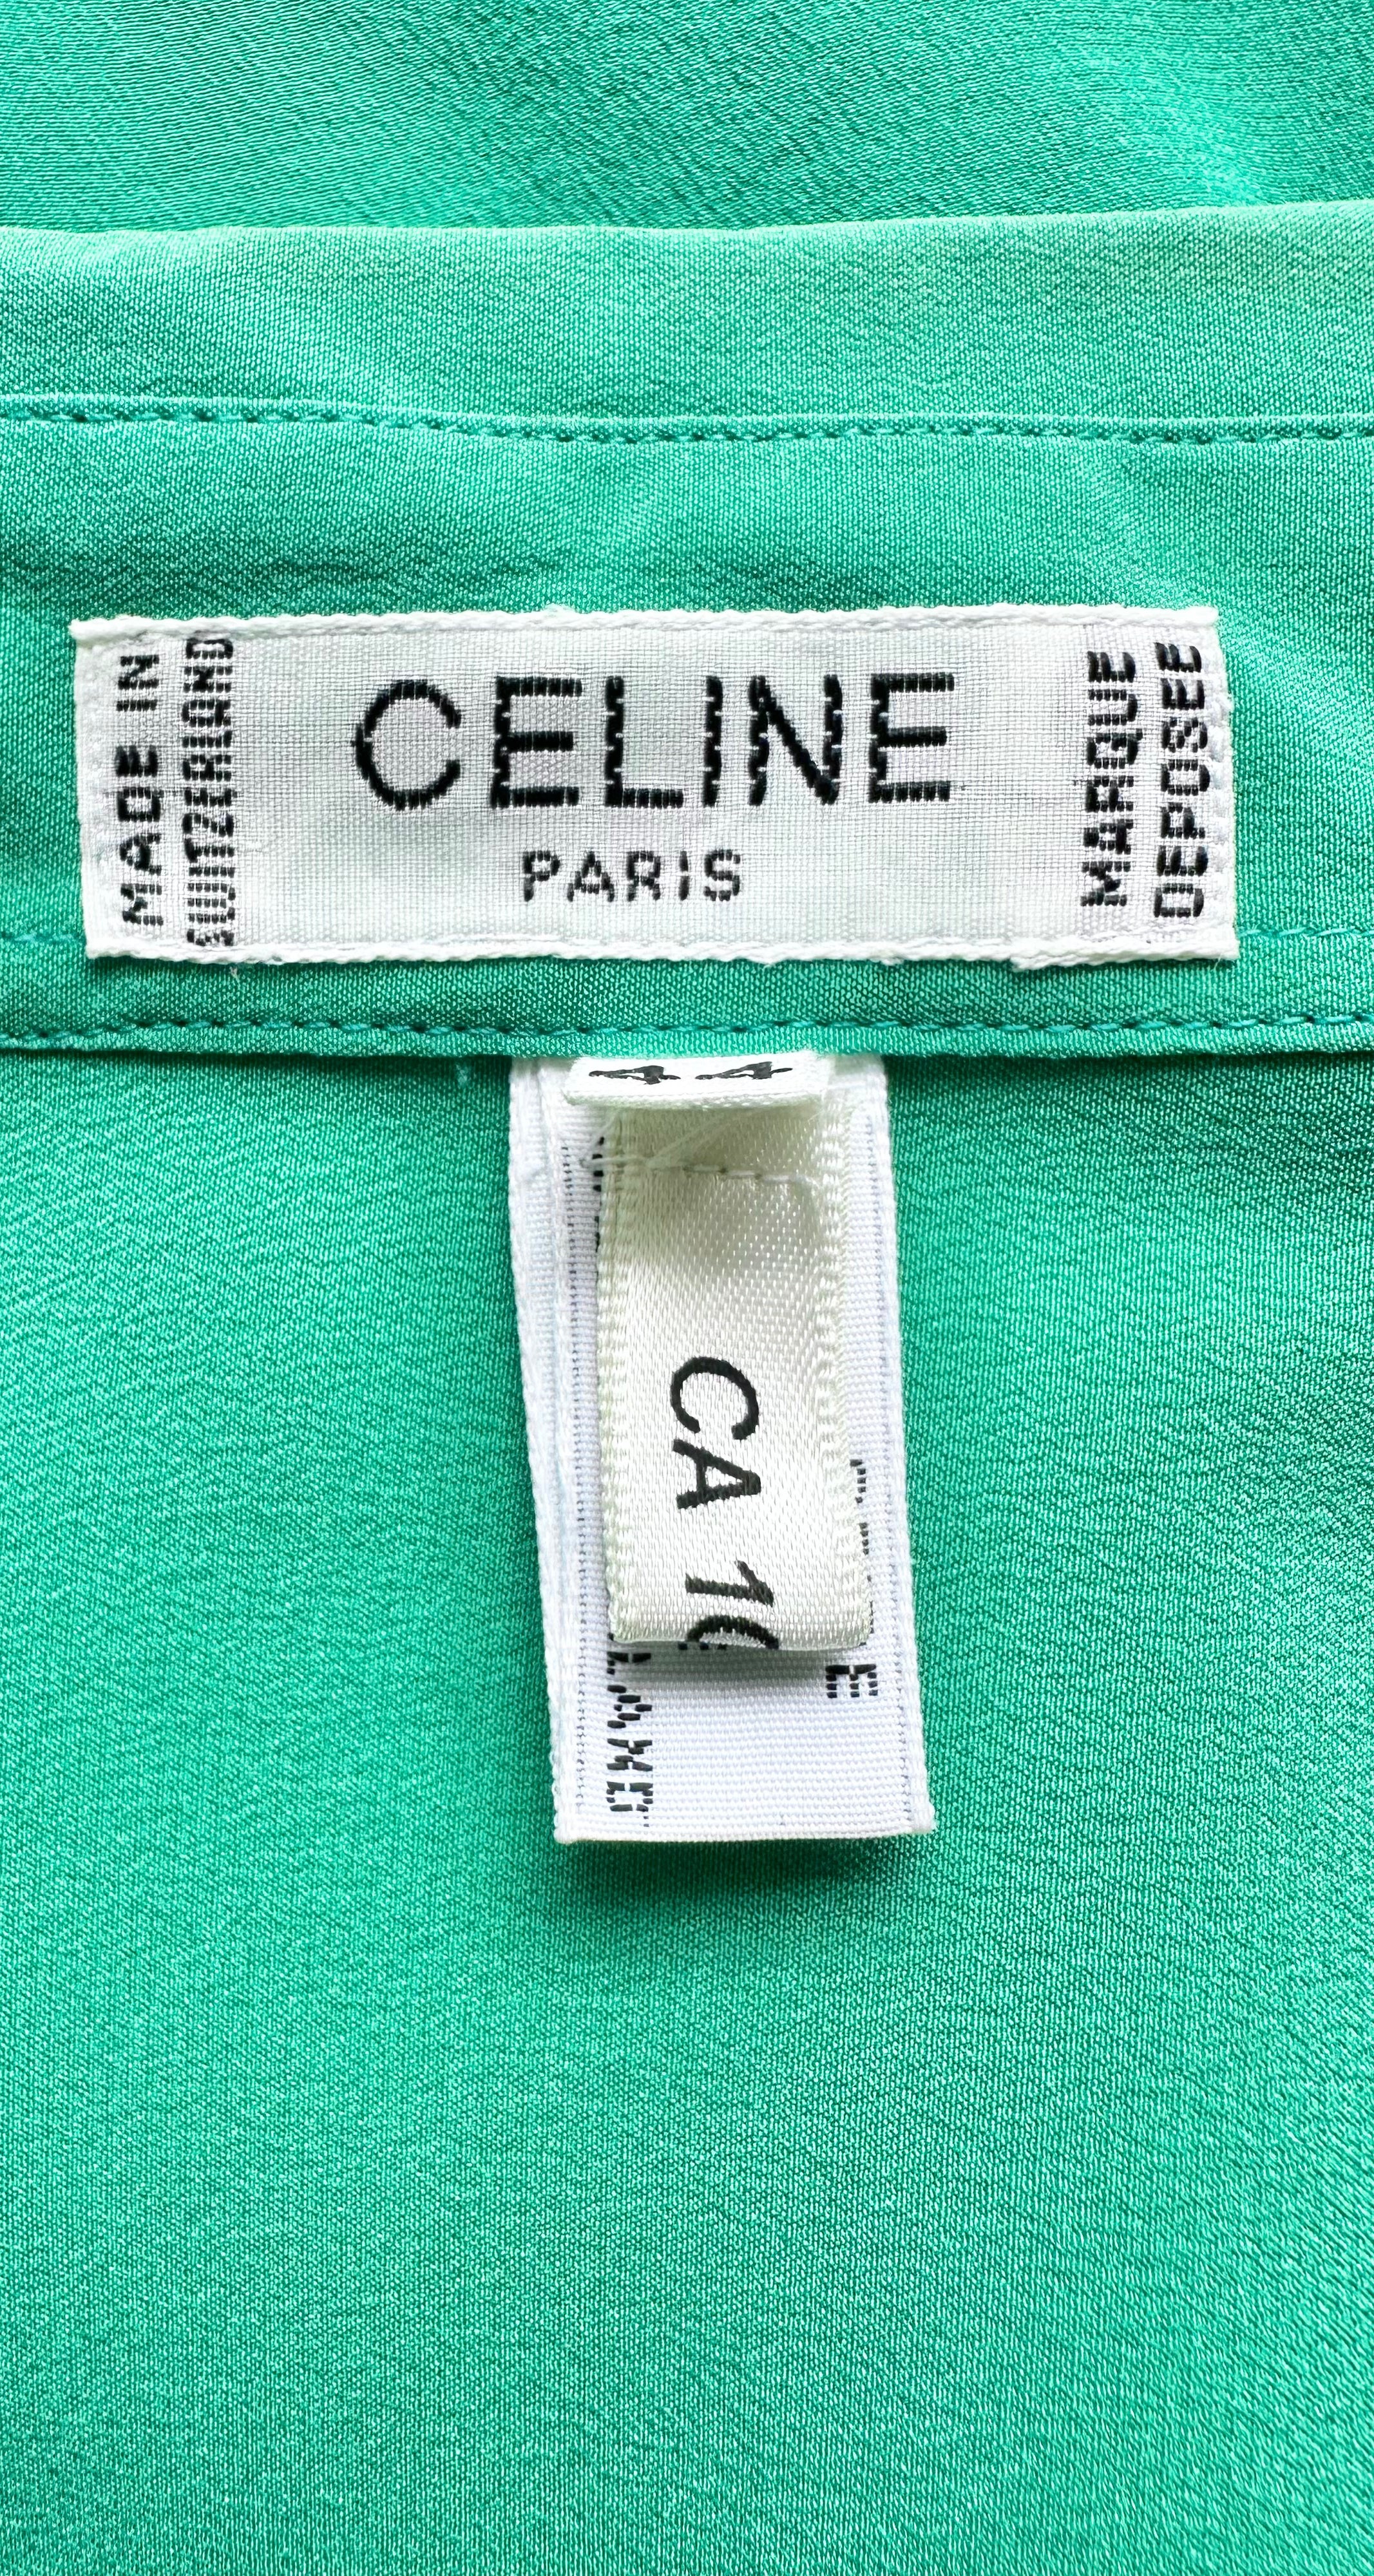 MADE IN
SWITZERLAND
CELINE
PARIS
MARQUE
DEPOSEE
44
CA 10